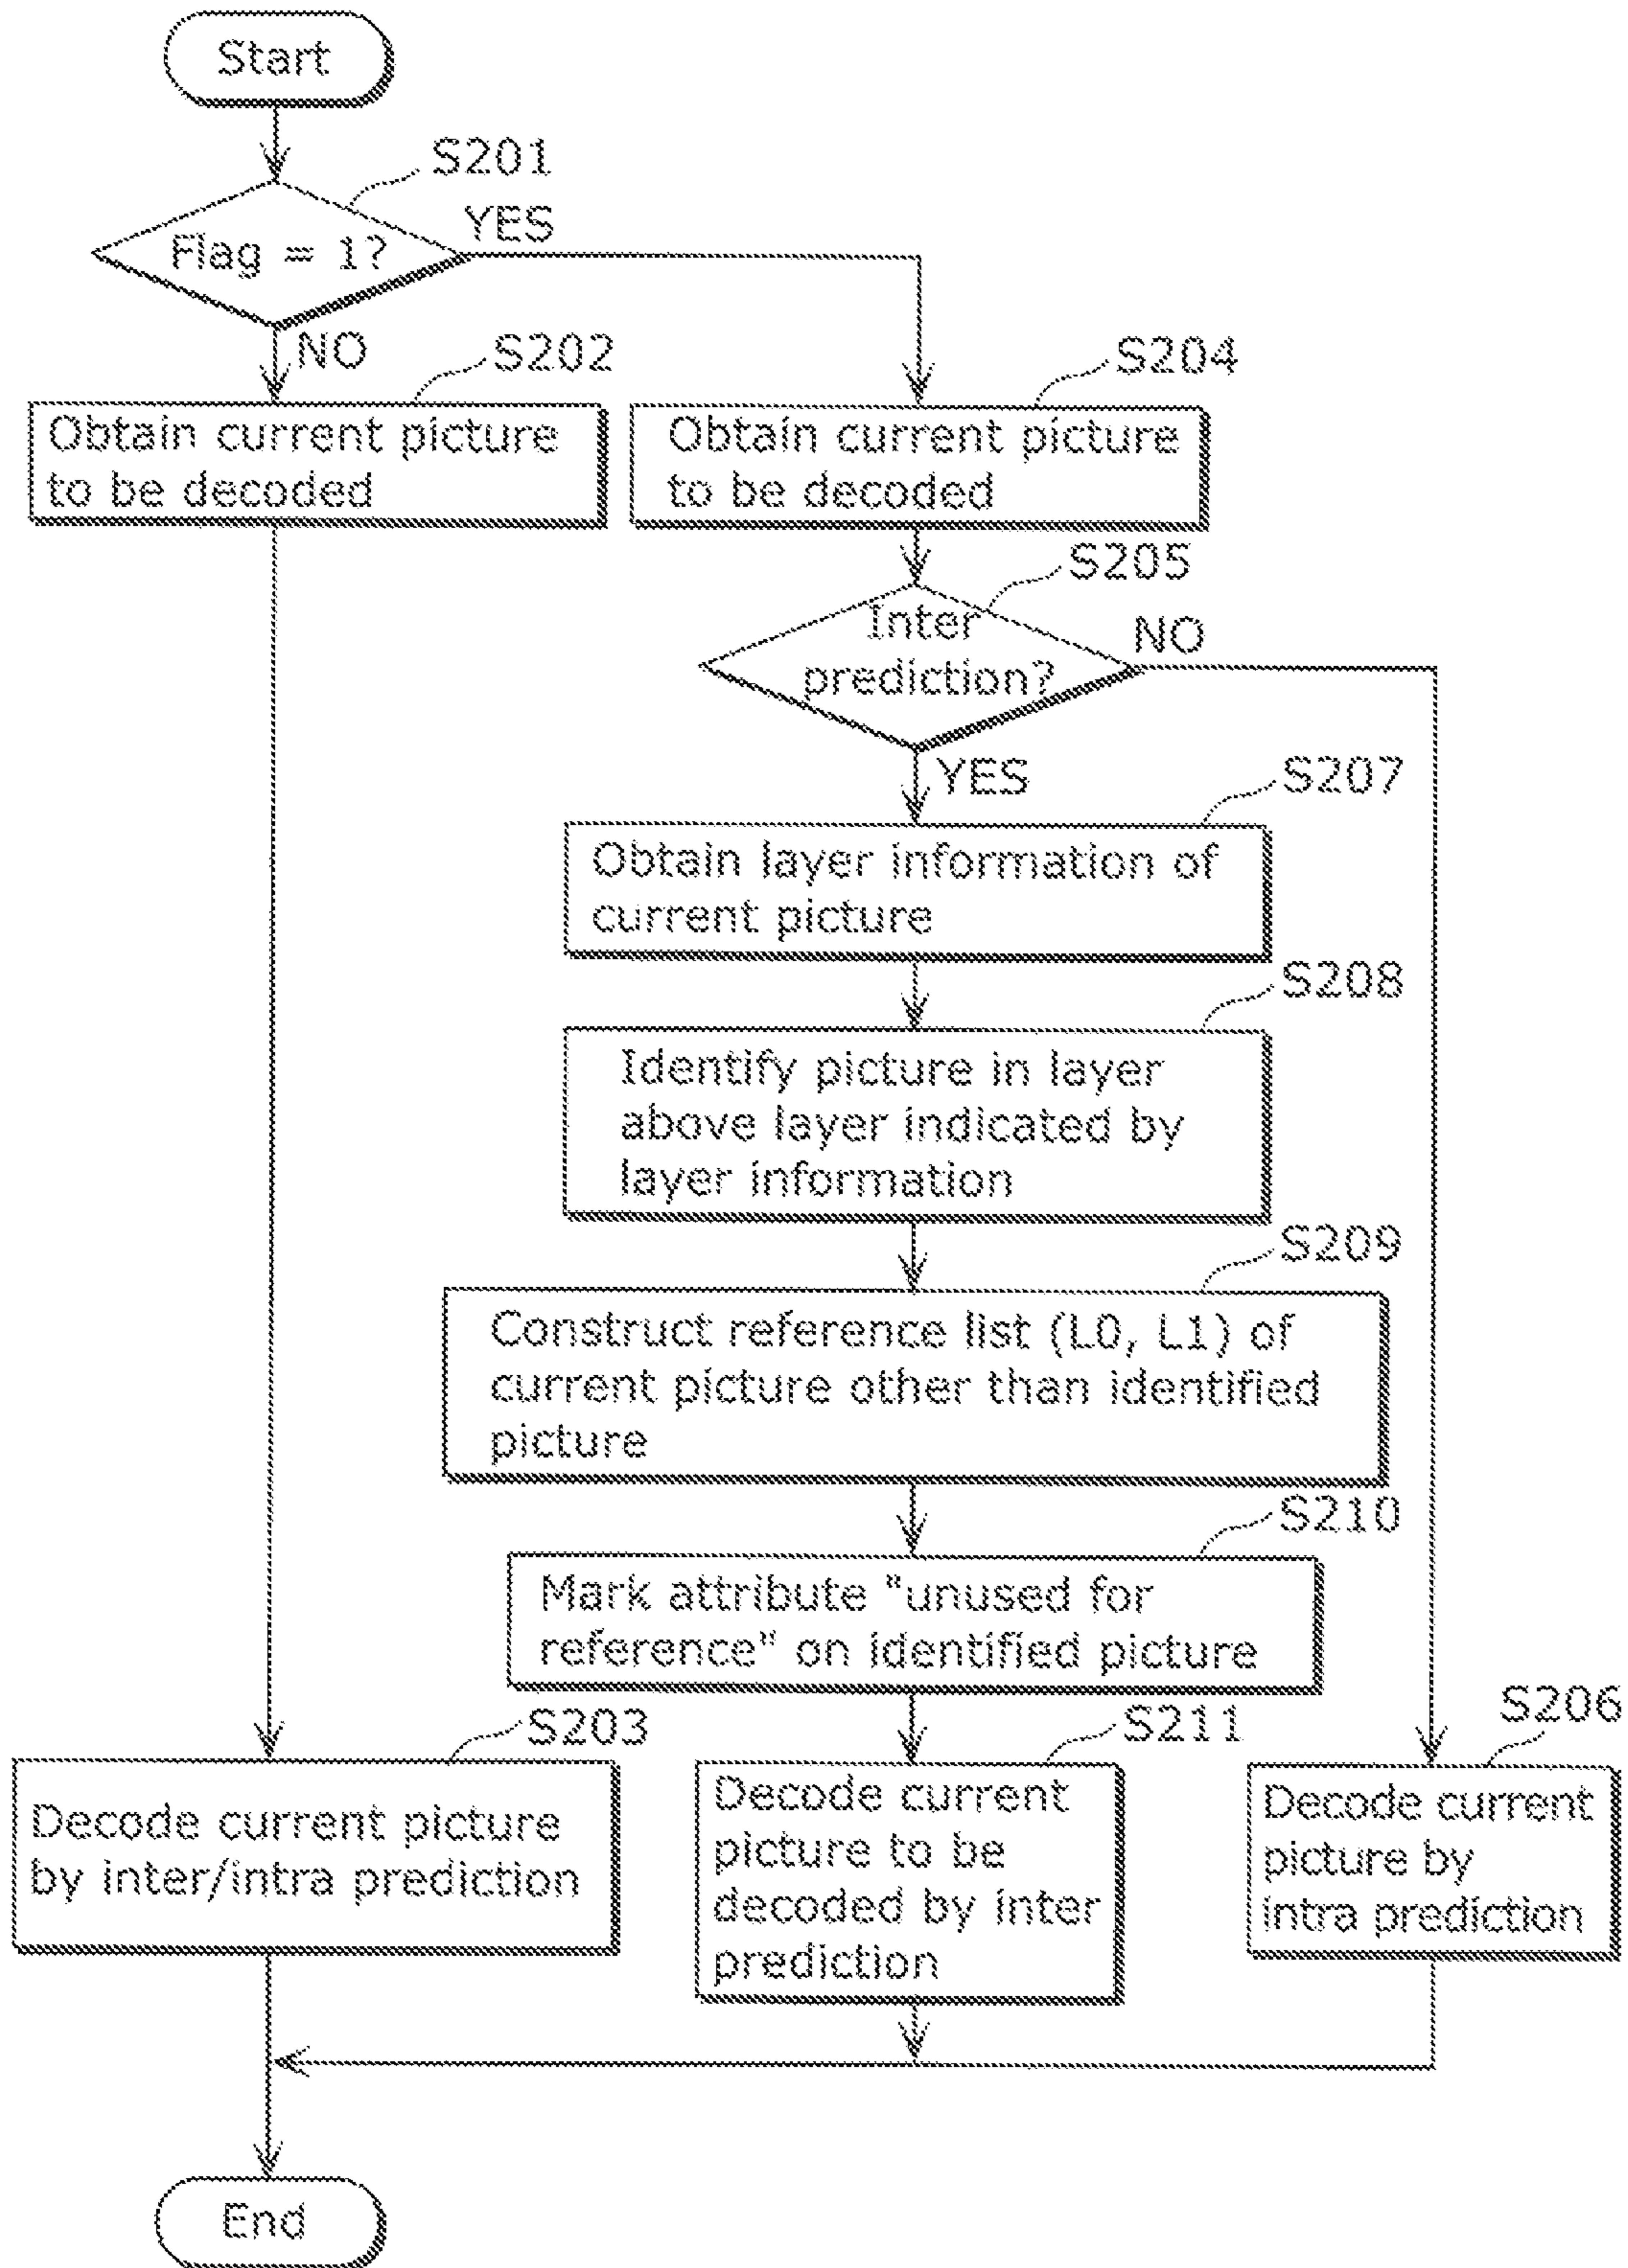 Start
S201
YES
Flag = 1?
NO
S202
S204
Obtain current picture
to be decoded
Obtain current picture
to be decoded
S205
Inter
prediction?
NO
YES
S207
Obtain layer information of
current picture
S208
Identify picture in layer
above layer indicated by
layer information
S209
Construct reference list (L0, L1) of
current picture other than identified
picture
S210
Mark attribute "unused for
reference" on identified picture
S203
S211
S206
Decode current picture
by inter/intra prediction
Decode current
picture to be
decoded by inter
prediction
Decode current
picture by
intra prediction
End